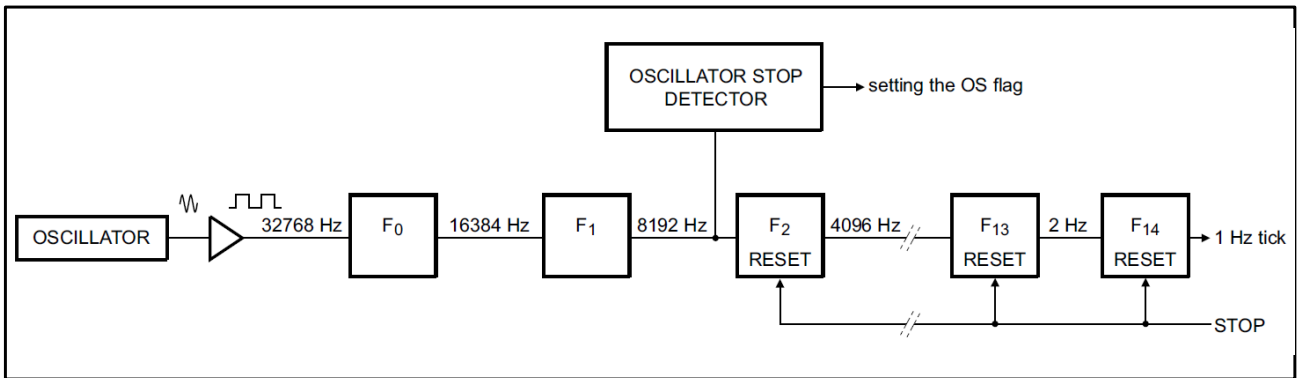 OSCILLATOR STOP
DETECTOR
setting the OS flag
OSCILLATOR
32768 Hz
F0
16384 Hz
F1
8192 Hz
F2
RESET
4096 Hz
F13
RESET
2 Hz
F14
RESET
1 Hz tick
STOP